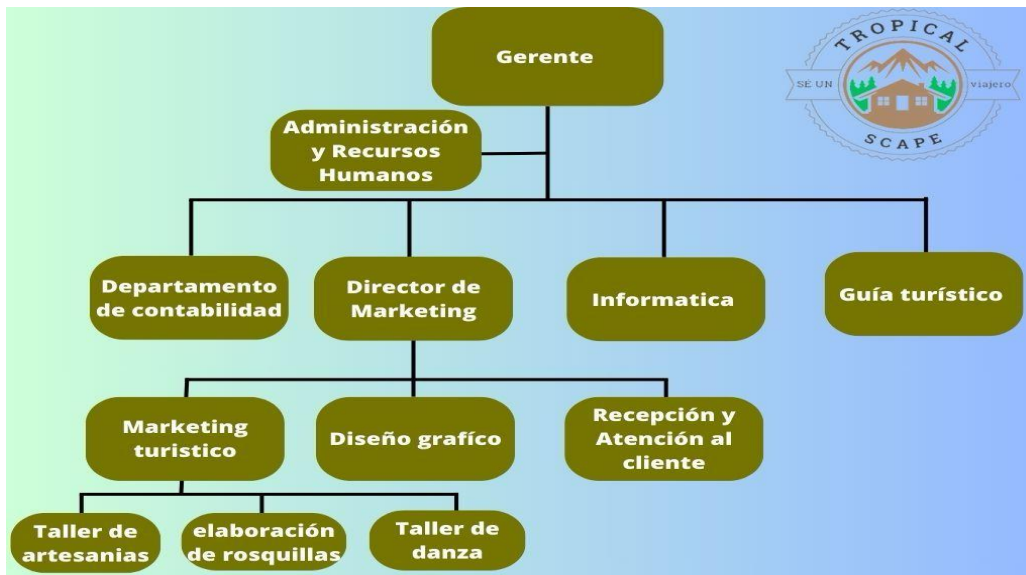 Gerente
TROPICAL
SÉ UN
viajero
SCAPE
Administración
y Recursos
Humanos
Departamento
de contabilidad
Director de
Marketing
Informatica
Guía turístico
Marketing
turistico
Diseño grafíco
Recepción y
Atención al
cliente
Taller de
artesanias
elaboración
de rosquillas
Taller de
danza